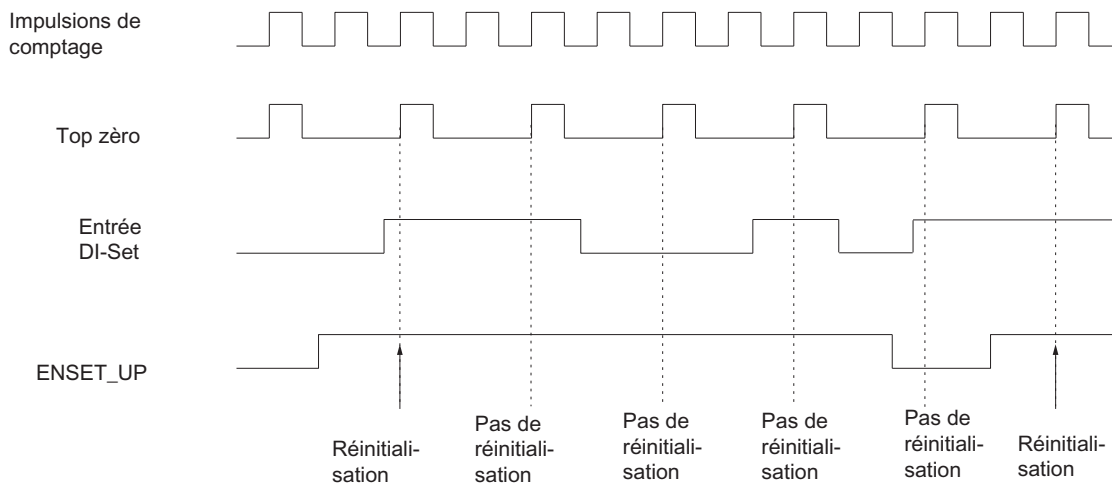 Impulsions de
comptage
Top zèro
Entrée
DI-Set
ENSET_UP
Réinitiali-
sation
Pas de
réinitiali-
sation
Pas de
réinitiali-
sation
Pas de
réinitiali-
sation
Pas de
réinitiali-
sation
Réinitiali-
sation